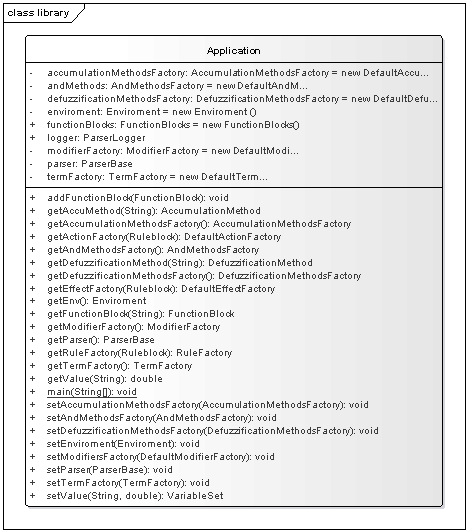 class library
Application
- accumulationMethodsFactory: AccumulationMethodsFactory = new DefaultAccu...
- andMethods: AndMethodsFactory = new DefaultAndM...
- defuzzificationMethodsFactory: DefuzzificationMethodsFactory = new DefaultDefu...
- enviroment: Enviroment = new Enviroment ()
+ functionBlocks: FunctionBlocks = new FunctionBlocks()
+ logger: ParserLogger
- modifierFactory: ModifierFactory = new DefaultModi...
- parser: ParserBase
- termFactory: TermFactory = new DefaultTerm...
+ addFunctionBlock(FunctionBlock): void
+ getAccuMethod(String): AccumulationMethod
+ getAccumulationMethodsFactory(): AccumulationMethodsFactory
+ getActionFactory(Ruleblock): DefaultActionFactory
+ getAndMethodsFactory(): AndMethodsFactory
+ getDefuzzificationMethod(String): DefuzzificationMethod
+ getDefuzzificationMethodsFactory(): DefuzzificationMethodsFactory
+ getEffectFactory(Ruleblock): DefaultEffectFactory
+ getEnv(): Enviroment
+ getFunctionBlock(String): FunctionBlock
+ getModifierFactory(): ModifierFactory
+ getParser(): ParserBase
+ getRuleFactory(Ruleblock): RuleFactory
+ getTermFactory(): TermFactory
+ getValue(String): double
+ main(String[]): void
+ setAccumulationMethodsFactory(AccumulationMethodsFactory): void
+ setAndMethodsFactory(AndMethodsFactory): void
+ setDefuzzificationMethodsFactory(DefuzzificationMethodsFactory): void
+ setEnviroment(Enviroment): void
+ setModifiersFactory(DefaultModifierFactory): void
+ setParser(ParserBase): void
+ setTermFactory(TermFactory): void
+ setValue(String, double): VariableSet